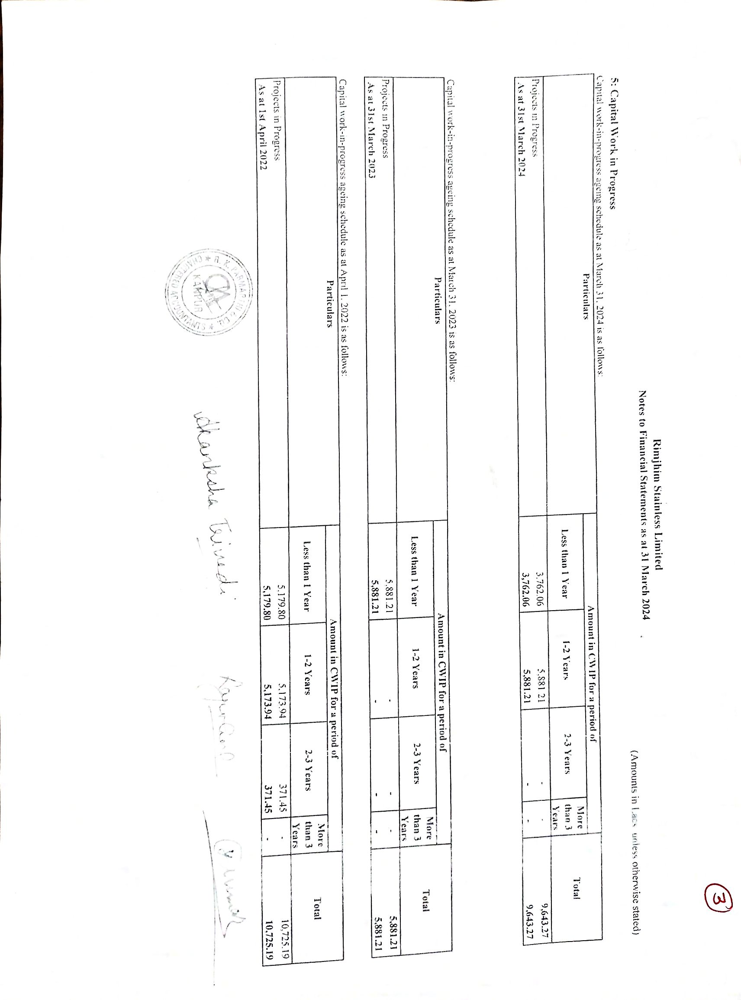 3
Rimjhim Stainless Limited
Notes to Financial Statements as at 31 March 2024
(Amounts in Lacs unless otherwise stated)
5: Capital Work in Progress
Capital work-in-progress ageing schedule as at March 31, 2024 is as follows:
Particulars Amount in CWIP for a period of Total
Less than 1 Year 1-2 Years 2-3 Years More than 3 Years
Projects in Progress 3,762.06 5,881.21 - - 9,643.27
As at 31st March 2024 3,762.06 5,881.21 - - 9,643.27
Capital work-in-progress ageing schedule as at March 31, 2023 is as follows:
Particulars Amount in CWIP for a period of Total
Less than 1 Year 1-2 Years 2-3 Years More than 3 Years
Projects in Progress 5,881.21 - - - 5,881.21
As at 31st March 2023 5,881.21 - - - 5,881.21
Capital work-in-progress ageing schedule as at April 1, 2022 is as follows:
Particulars Amount in CWIP for a period of Total
Less than 1 Year 1-2 Years 2-3 Years More than 3 Years
Projects in Progress 5,179.80 5,173.94 371.45 - 10,725.19
As at 1st April 2022 5,179.80 5,173.94 371.45 - 10,725.19
R. K. PARMARTHI & CO. ★ CHARTERED ACCOUNTANTS ★
KANPUR
Akanksha Trivedi